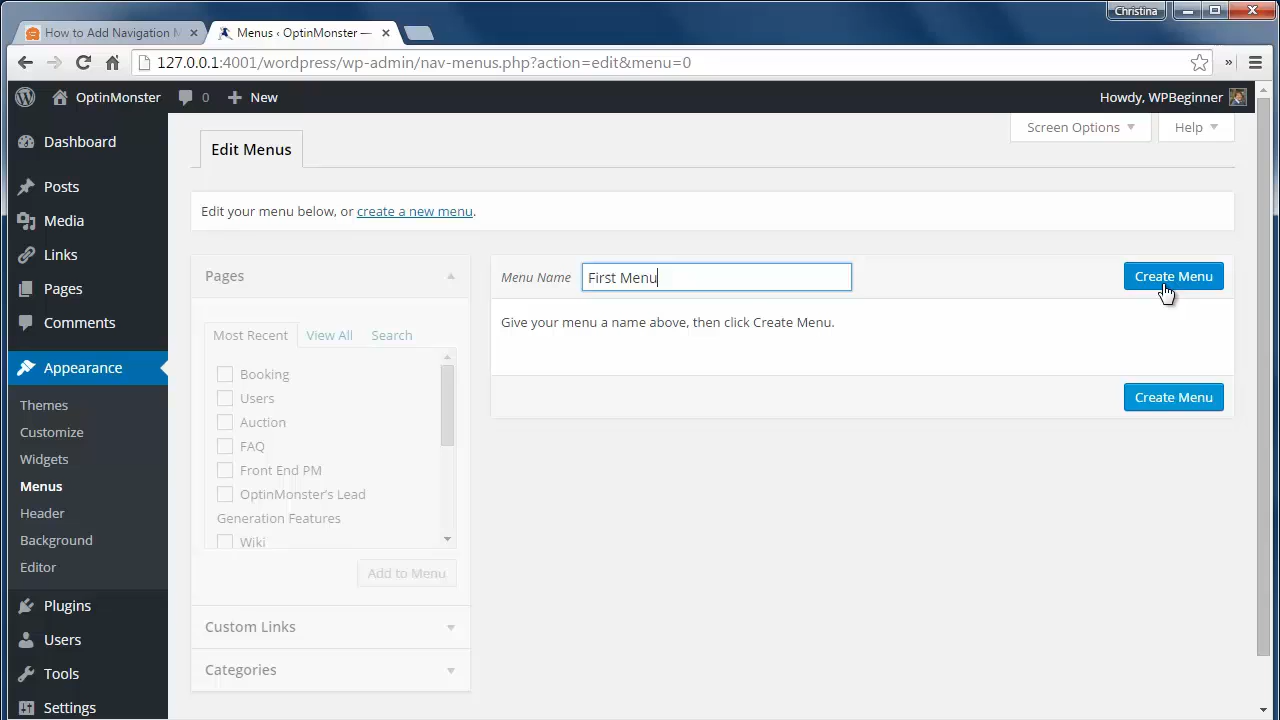 Christina
How to Add Navigation M
Menus ‹ OptinMonster —
127.0.0.1:4001/wordpress/wp-admin/nav-menus.php?action=edit&menu=0
OptinMonster 0 New Howdy, WPBeginner
Screen Options Help
Dashboard
Posts
Media
Links
Pages
Comments
Appearance
Themes
Customize
Widgets
Menus
Header
Background
Editor
Plugins
Users
Tools
Settings
Edit Menus
Edit your menu below, or create a new menu.
Pages
Most Recent View All Search
Booking
Users
Auction
FAQ
Front End PM
OptinMonster's Lead
Generation Features
Wiki
Add to Menu
Custom Links
Categories
Menu Name First Menu Create Menu
Give your menu a name above, then click Create Menu.
Create Menu